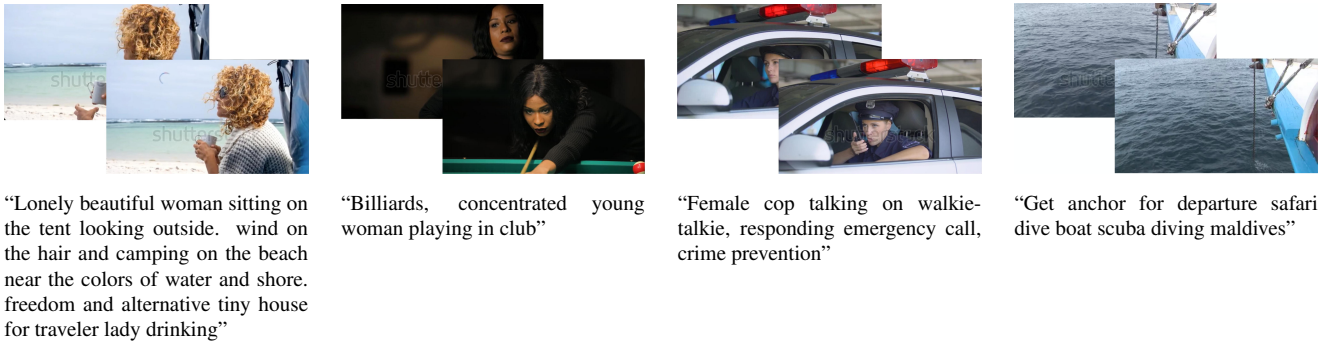 “Lonely beautiful woman sitting on
the tent looking outside. wind on
the hair and camping on the beach
near the colors of water and shore.
freedom and alternative tiny house
for traveler lady drinking”
“Billiards, concentrated young
woman playing in club”
“Female cop talking on walkie-
talkie, responding emergency call,
crime prevention”
“Get anchor for departure safari
dive boat scuba diving maldives”